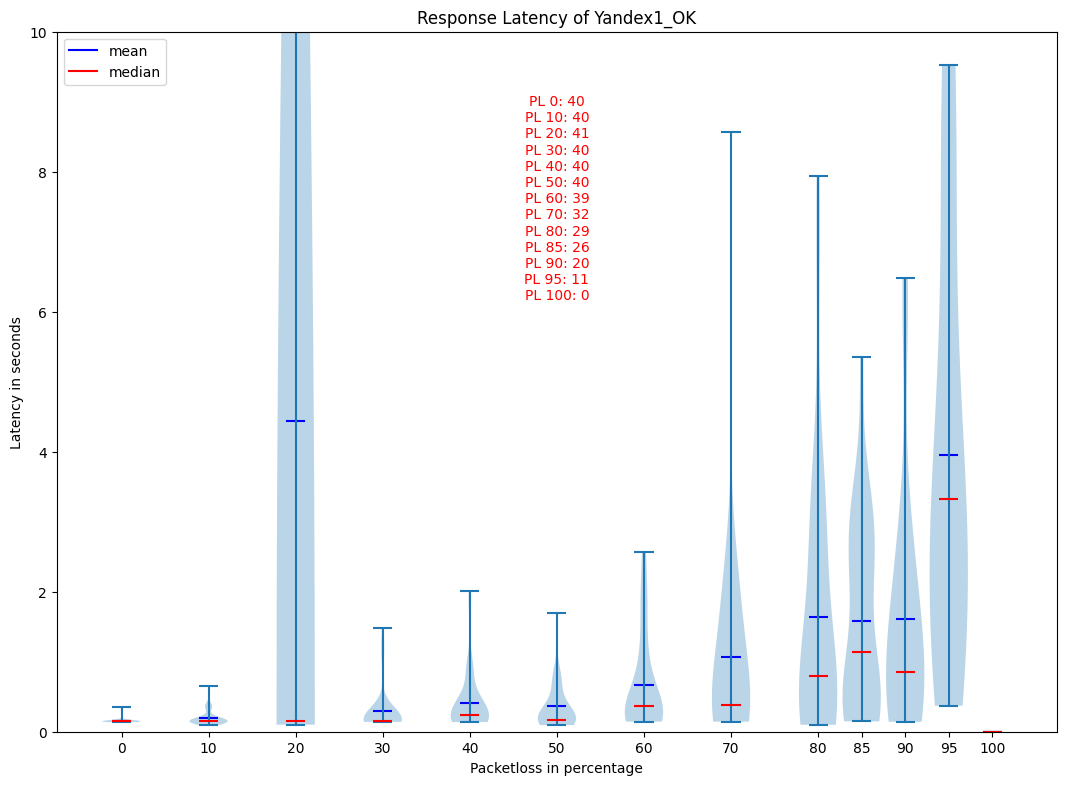 Response Latency of Yandex1_OK
mean
median
PL 0: 40
PL 10: 40
PL 20: 41
PL 30: 40
PL 40: 40
PL 50: 40
PL 60: 39
PL 70: 32
PL 80: 29
PL 85: 26
PL 90: 20
PL 95: 11
PL 100: 0
Latency in seconds
10
8
6
4
2
0
0 10 20 30 40 50 60 70 80 85 90 95 100
Packetloss in percentage